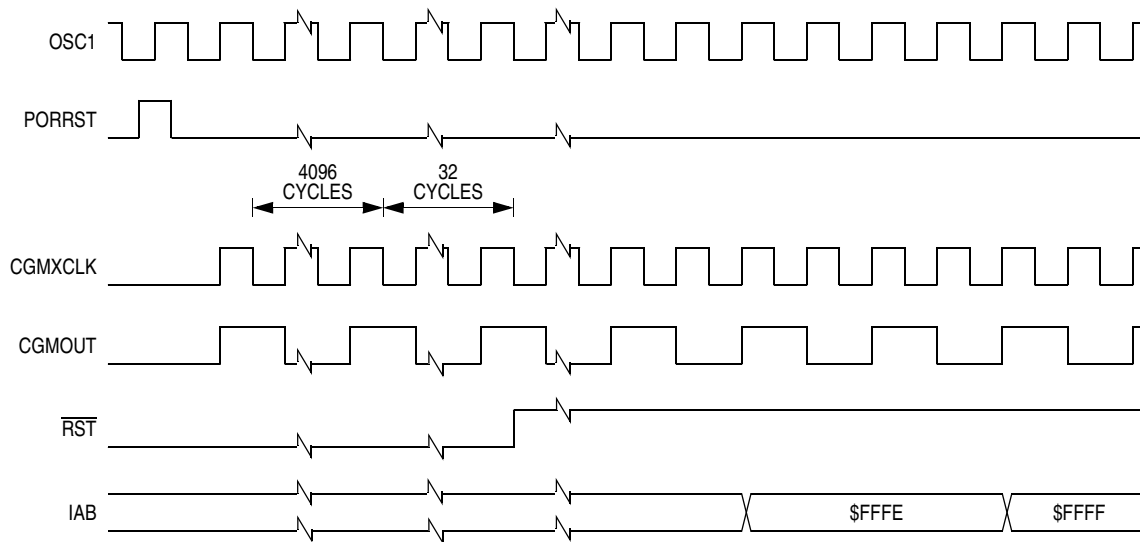 OSC1
PORRST
4096
CYCLES
32
CYCLES
CGMXCLK
CGMOUT
RST
IAB
$FFFE
$FFFF